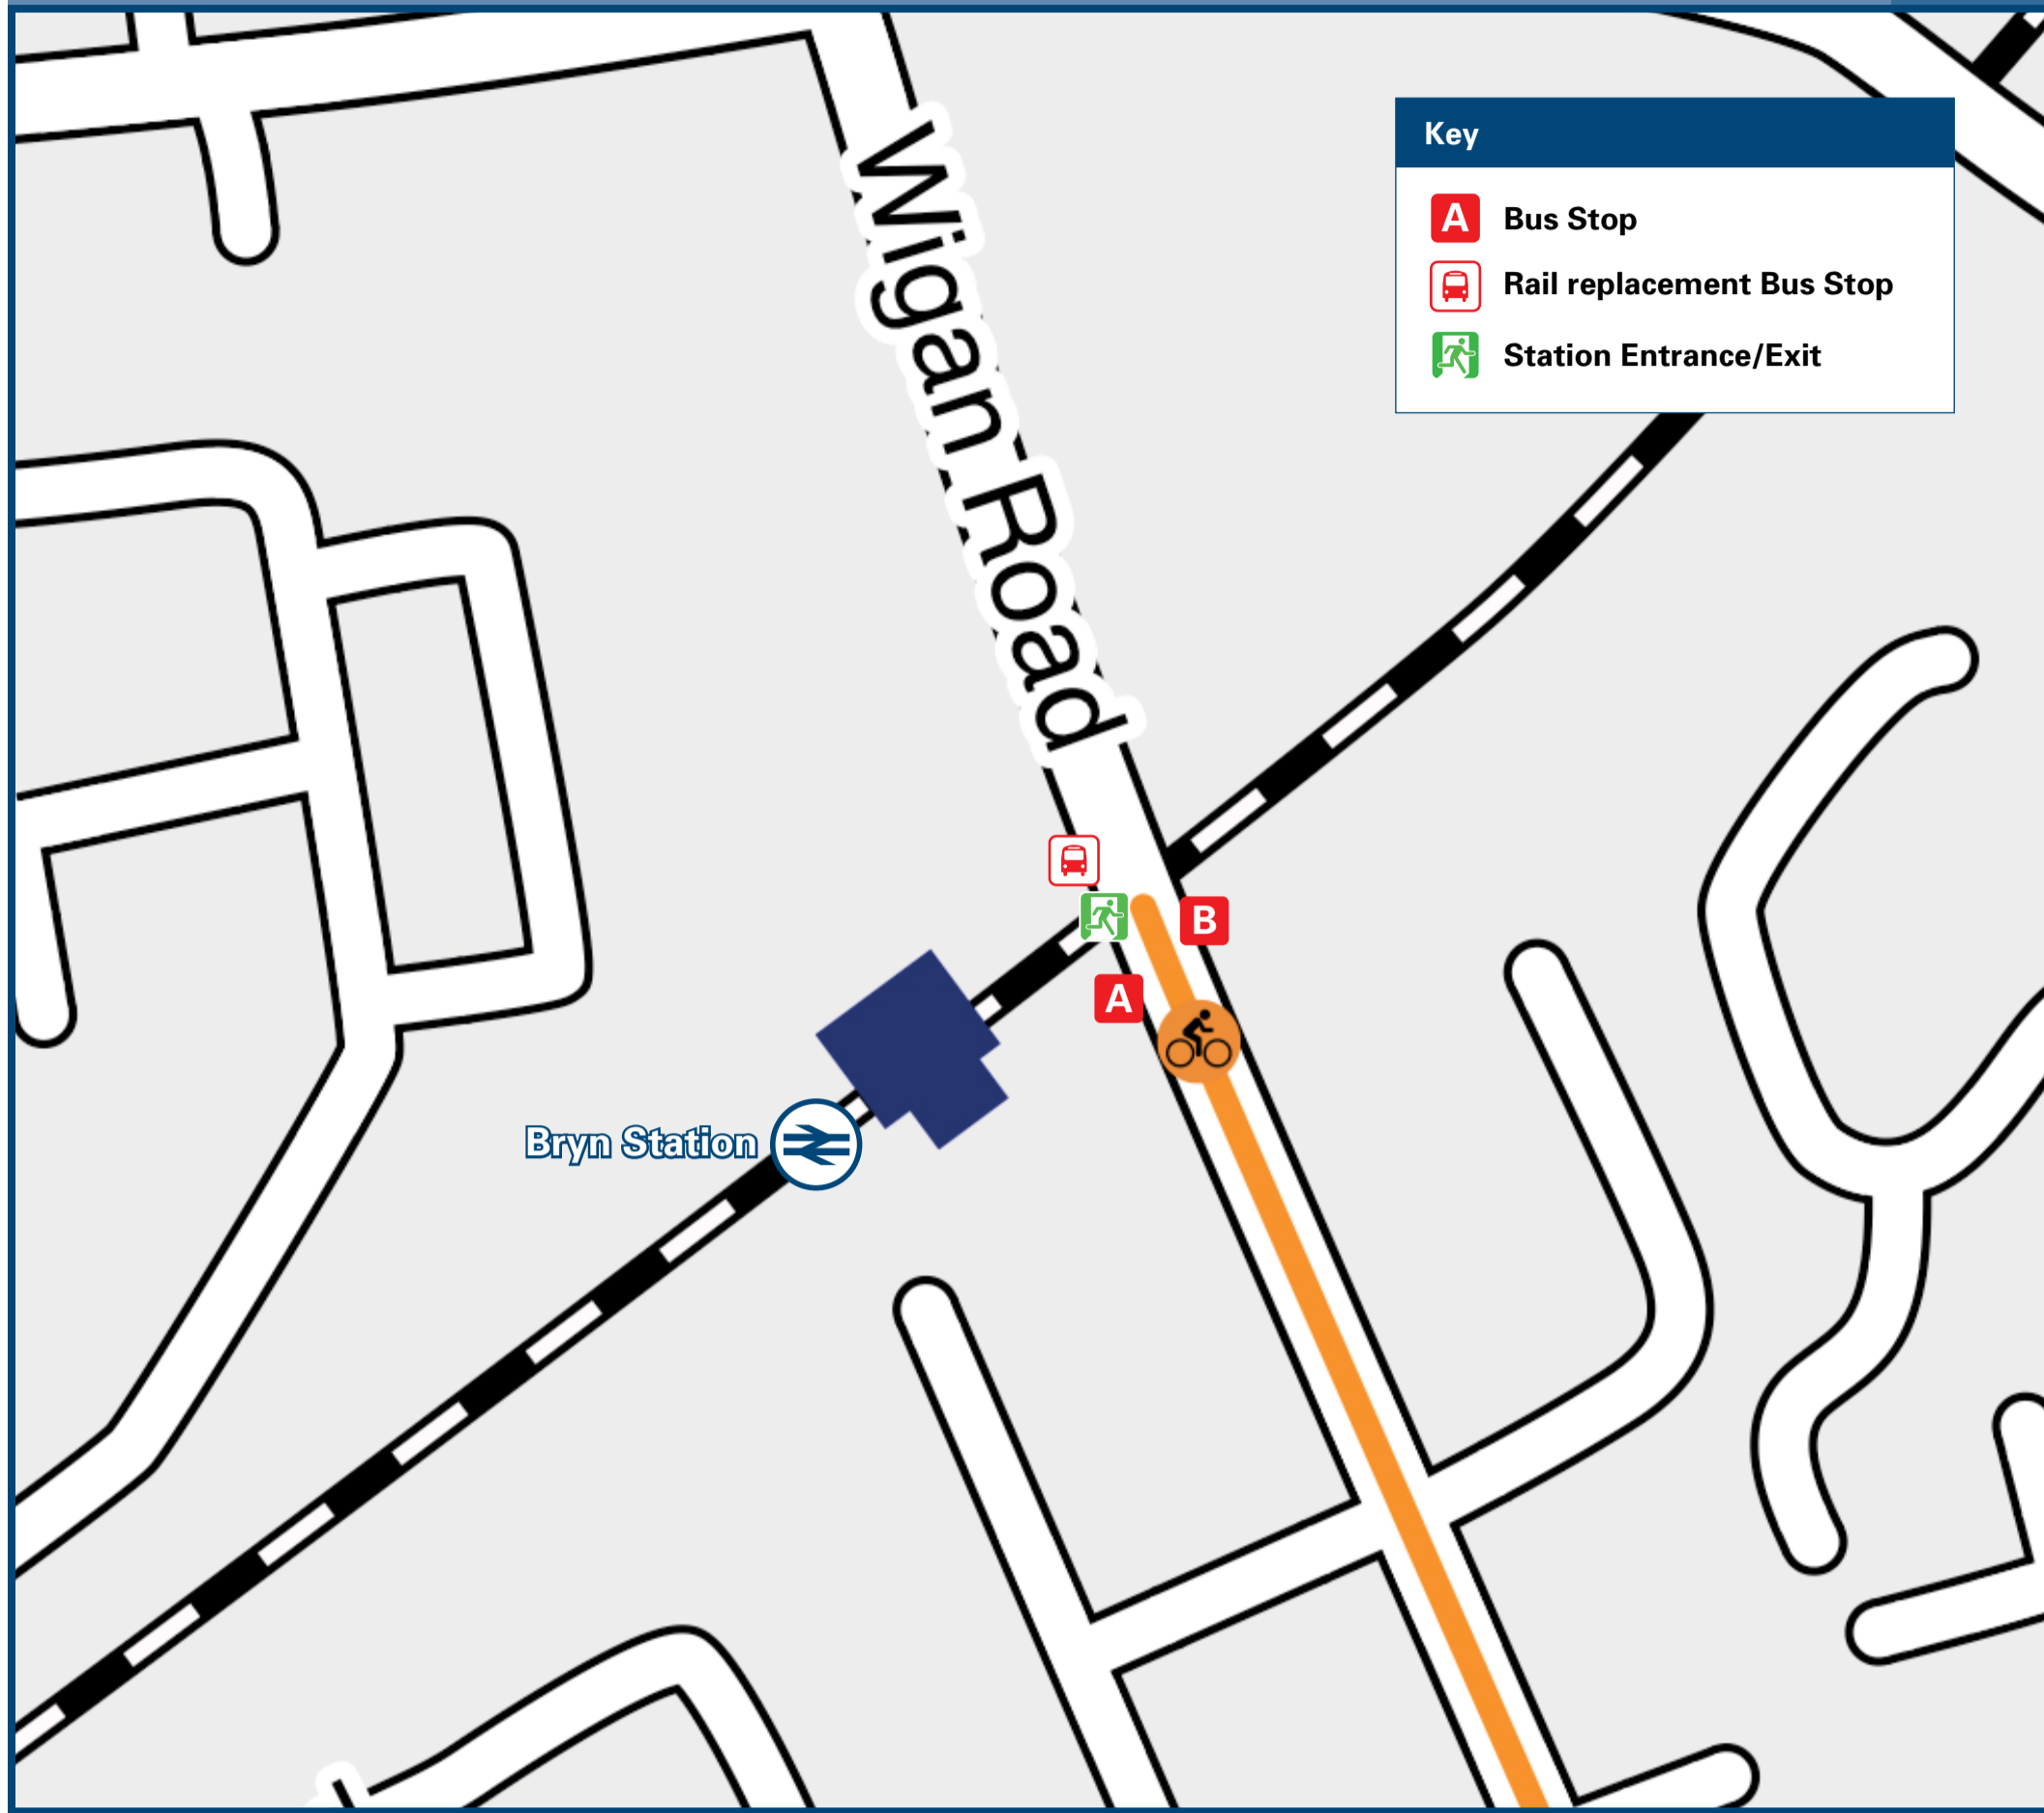 Wigan Road
Key
A Bus Stop
Rail replacement Bus Stop
Station Entrance/Exit
B
A
Bryn Station